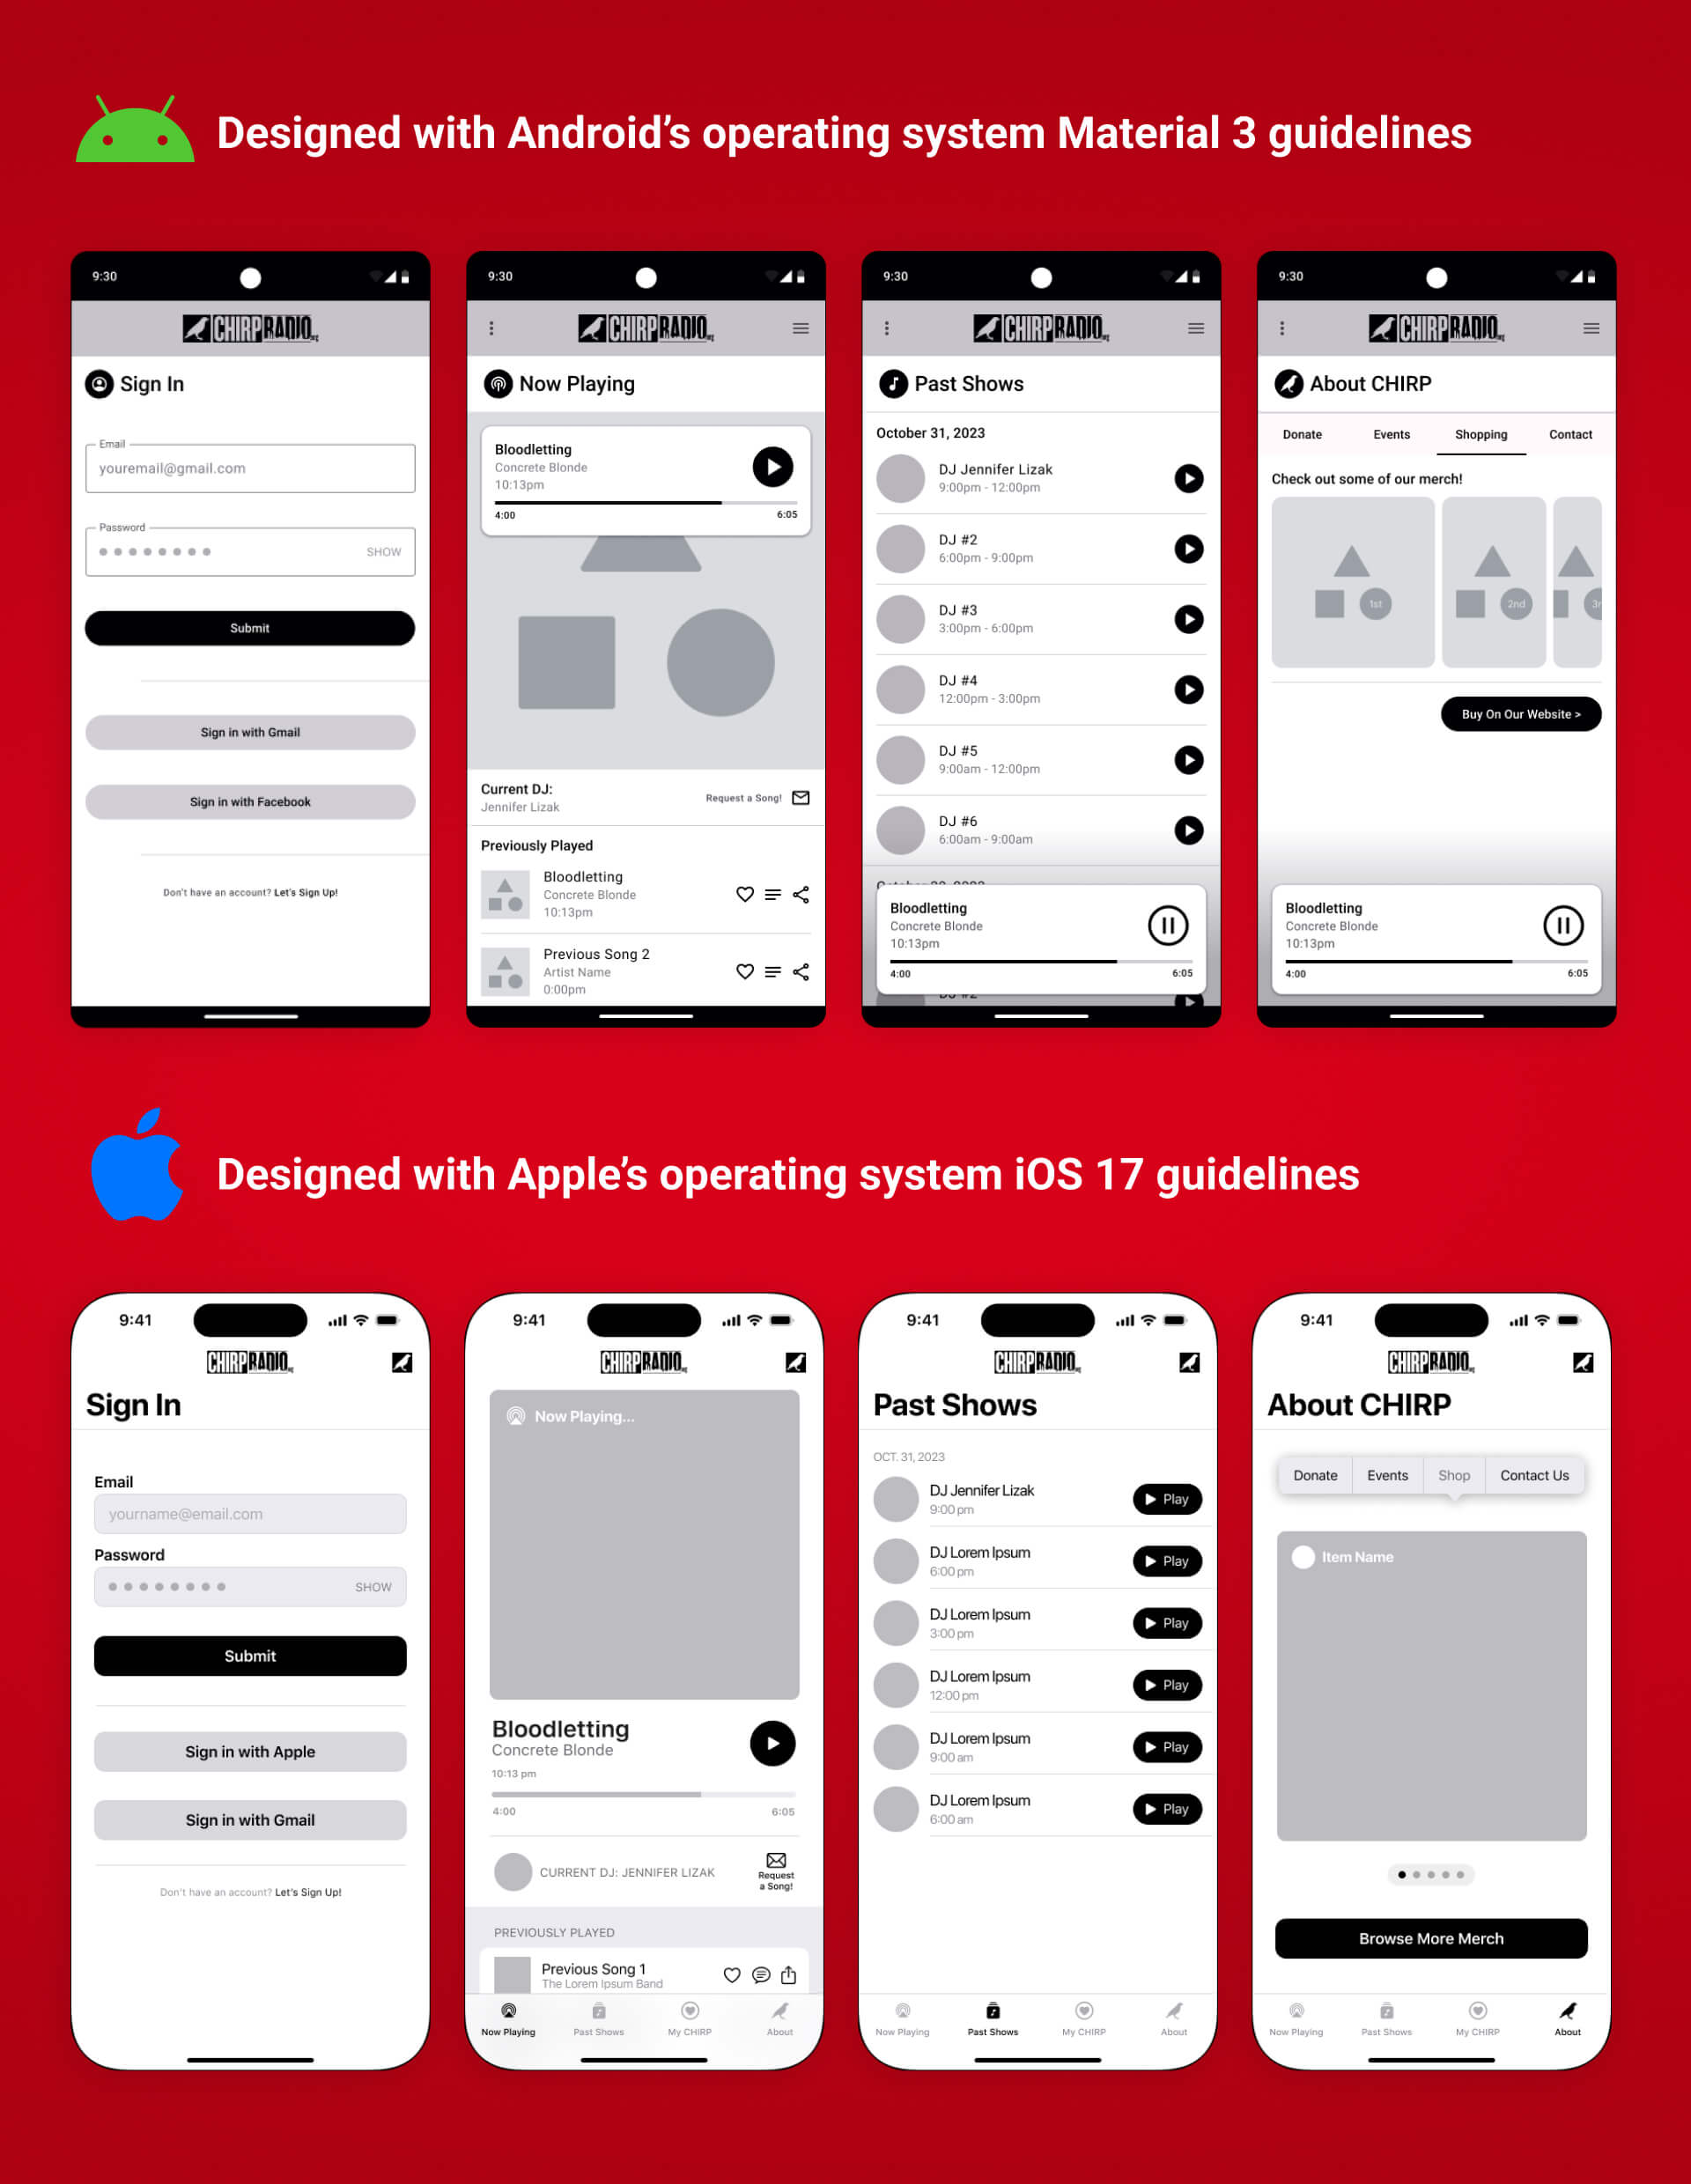 Designed with Android’s operating system Material 3 guidelines
9:30
CHIRP RADIO
Sign In
Email
youremail@gmail.com
Password
SHOW
Submit
Sign in with Gmail
Sign in with Facebook
Don't have an account? Let's Sign Up!
9:30
CHIRP RADIO
Now Playing
Bloodletting
Concrete Blonde
10:13pm
4:00 6:05
Current DJ:
Jennifer Lizak
Request a Song!
Previously Played
Bloodletting
Concrete Blonde
10:13pm
Previous Song 2
Artist Name
0:00pm
9:30
CHIRP RADIO
Past Shows
October 31, 2023
DJ Jennifer Lizak
9:00pm - 12:00pm
DJ #2
6:00pm - 9:00pm
DJ #3
3:00pm - 6:00pm
DJ #4
12:00pm - 3:00pm
DJ #5
9:00am - 12:00pm
DJ #6
6:00am - 9:00am
Bloodletting
Concrete Blonde
10:13pm
4:00 6:05
9:30
CHIRP RADIO
About CHIRP
Donate Events Shopping Contact
Check out some of our merch!
1st 2nd
Buy On Our Website >
Bloodletting
Concrete Blonde
10:13pm
4:00 6:05
Designed with Apple’s operating system iOS 17 guidelines
9:41
CHIRP RADIO
Sign In
Email
yourname@email.com
Password
SHOW
Submit
Sign in with Apple
Sign in with Gmail
Don't have an account? Let's Sign Up!
9:41
CHIRP RADIO
Now Playing...
Bloodletting
Concrete Blonde
10:13 pm
4:00 6:05
CURRENT DJ: JENNIFER LIZAK
Request
a Song!
PREVIOUSLY PLAYED
Previous Song 1
The Lorem Ipsum Band
Now Playing Past Shows My CHIRP About
9:41
CHIRP RADIO
Past Shows
OCT. 31, 2023
DJ Jennifer Lizak
9:00 pm
Play
DJ Lorem Ipsum
6:00 pm
Play
DJ Lorem Ipsum
3:00 pm
Play
DJ Lorem Ipsum
12:00 pm
Play
DJ Lorem Ipsum
9:00 am
Play
DJ Lorem Ipsum
6:00 am
Play
Now Playing Past Shows My CHIRP About
9:41
CHIRP RADIO
About CHIRP
Donate Events Shop Contact Us
Item Name
Browse More Merch
Now Playing Past Shows My CHIRP About